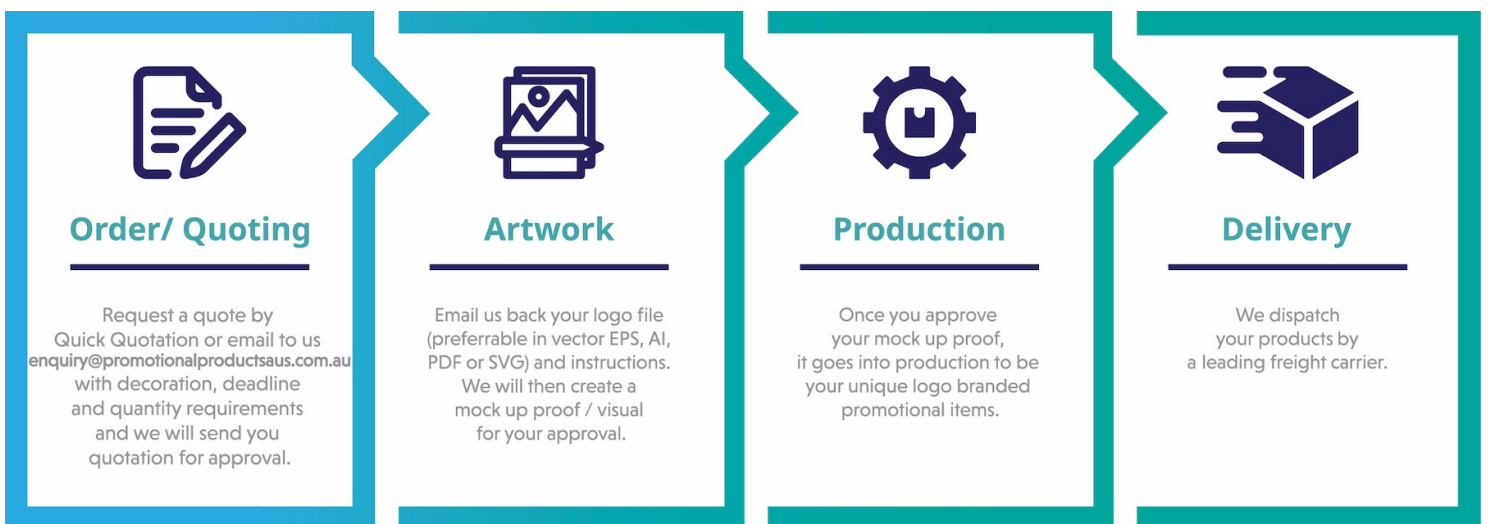 Order/ Quoting
Request a quote by
Quick Quotation or email to us
enquiry@promotionalproductsaus.com.au
with decoration, deadline
and quantity requirements
and we will send you
quotation for approval.
Artwork
Email us back your logo file
(preferrable in vector EPS, AI,
PDF or SVG) and instructions.
We will then create a
mock up proof / visual
for your approval.
Production
Once you approve
your mock up proof,
it goes into production to be
your unique logo branded
promotional items.
Delivery
We dispatch
your products by
a leading freight carrier.